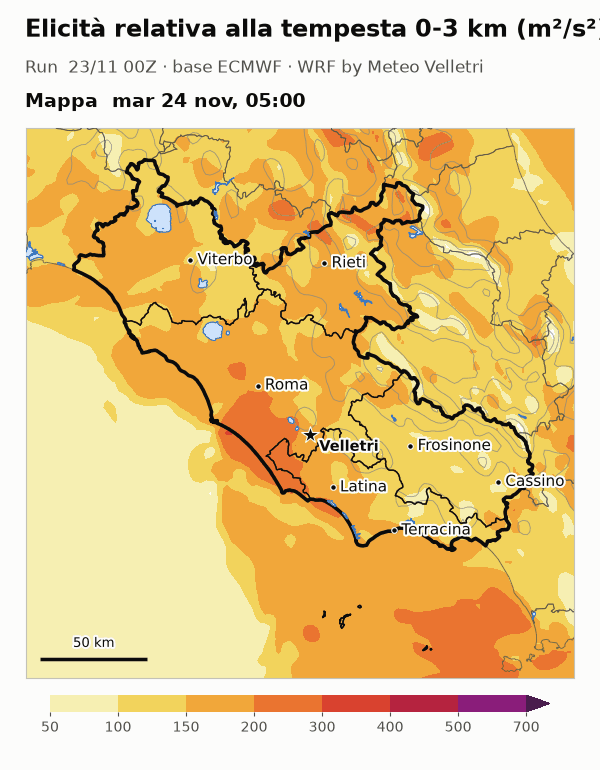 Elicità relativa alla tempesta 0-3 km (m²/s²)
Run  23/11 00Z · base ECMWF · WRF by Meteo Velletri
Mappa  mar 24 nov, 05:00
Viterbo
Rieti
Roma
Velletri
Frosinone
Cassino
Latina
Terracina
50 km
50 100 150 200 300 400 500 700